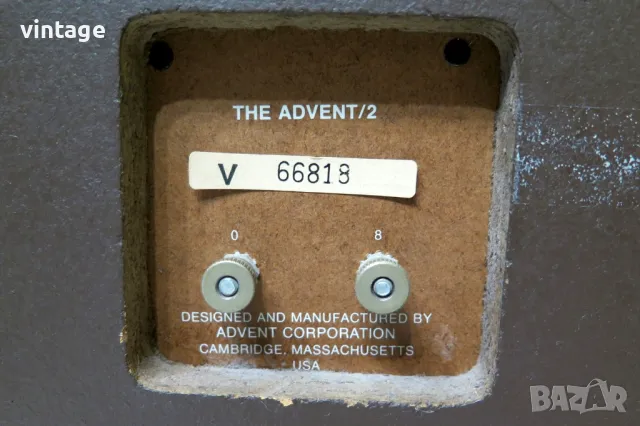 vintage
THE ADVENT/2
V 66818
0 8
DESIGNED AND MANUFACTURED BY
ADVENT CORPORATION
CAMBRIDGE, MASSACHUSETTS
USA
BAZAR